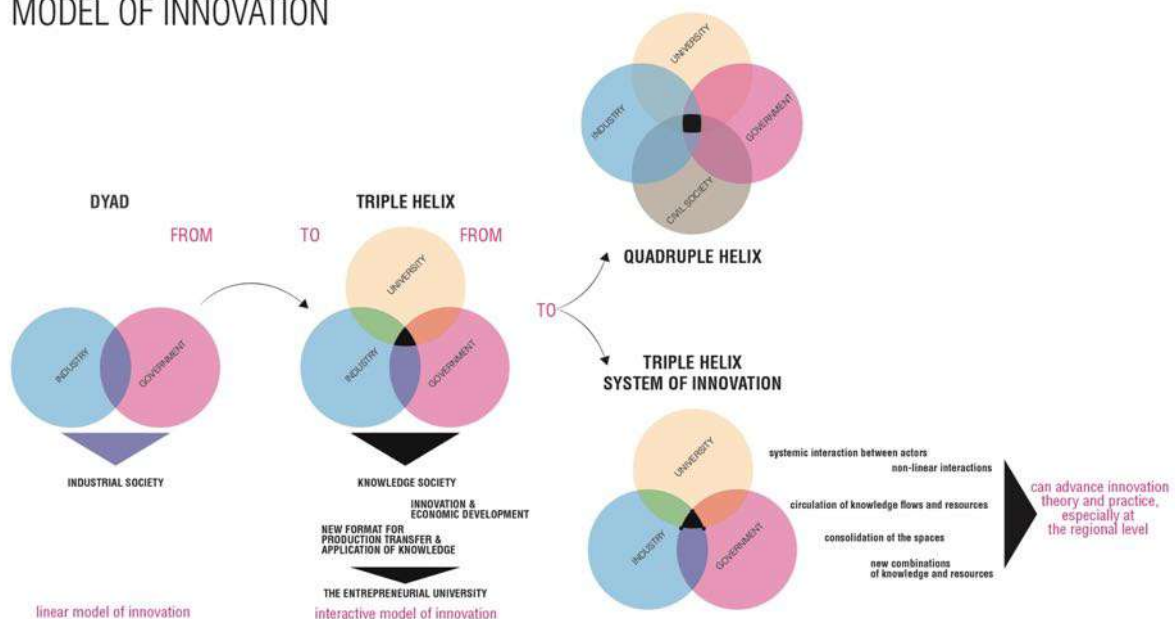 MODEL OF INNOVATION
DYAD
FROM
INDUSTRY
GOVERNMENT
INDUSTRIAL SOCIETY
linear model of innovation
TO
TRIPLE HELIX
FROM
UNIVERSITY
INDUSTRY
GOVERNMENT
KNOWLEDGE SOCIETY
INNOVATION &
ECONOMIC DEVELOPMENT
NEW FORMAT FOR
PRODUCTION TRANSFER &
APPLICATION OF KNOWLEDGE
THE ENTREPRENEURIAL UNIVERSITY
interactive model of innovation
TO
UNIVERSITY
INDUSTRY
GOVERNMENT
CIVIL SOCIETY
QUADRUPLE HELIX
TRIPLE HELIX
SYSTEM OF INNOVATION
UNIVERSITY
INDUSTRY
GOVERNMENT
systemic interaction between actors
non-linear interactions
circulation of knowledge flows and resources
consolidation of the spaces
new combinations
of knowledge and resources
can advance innovation
theory and practice,
especially at
the regional level